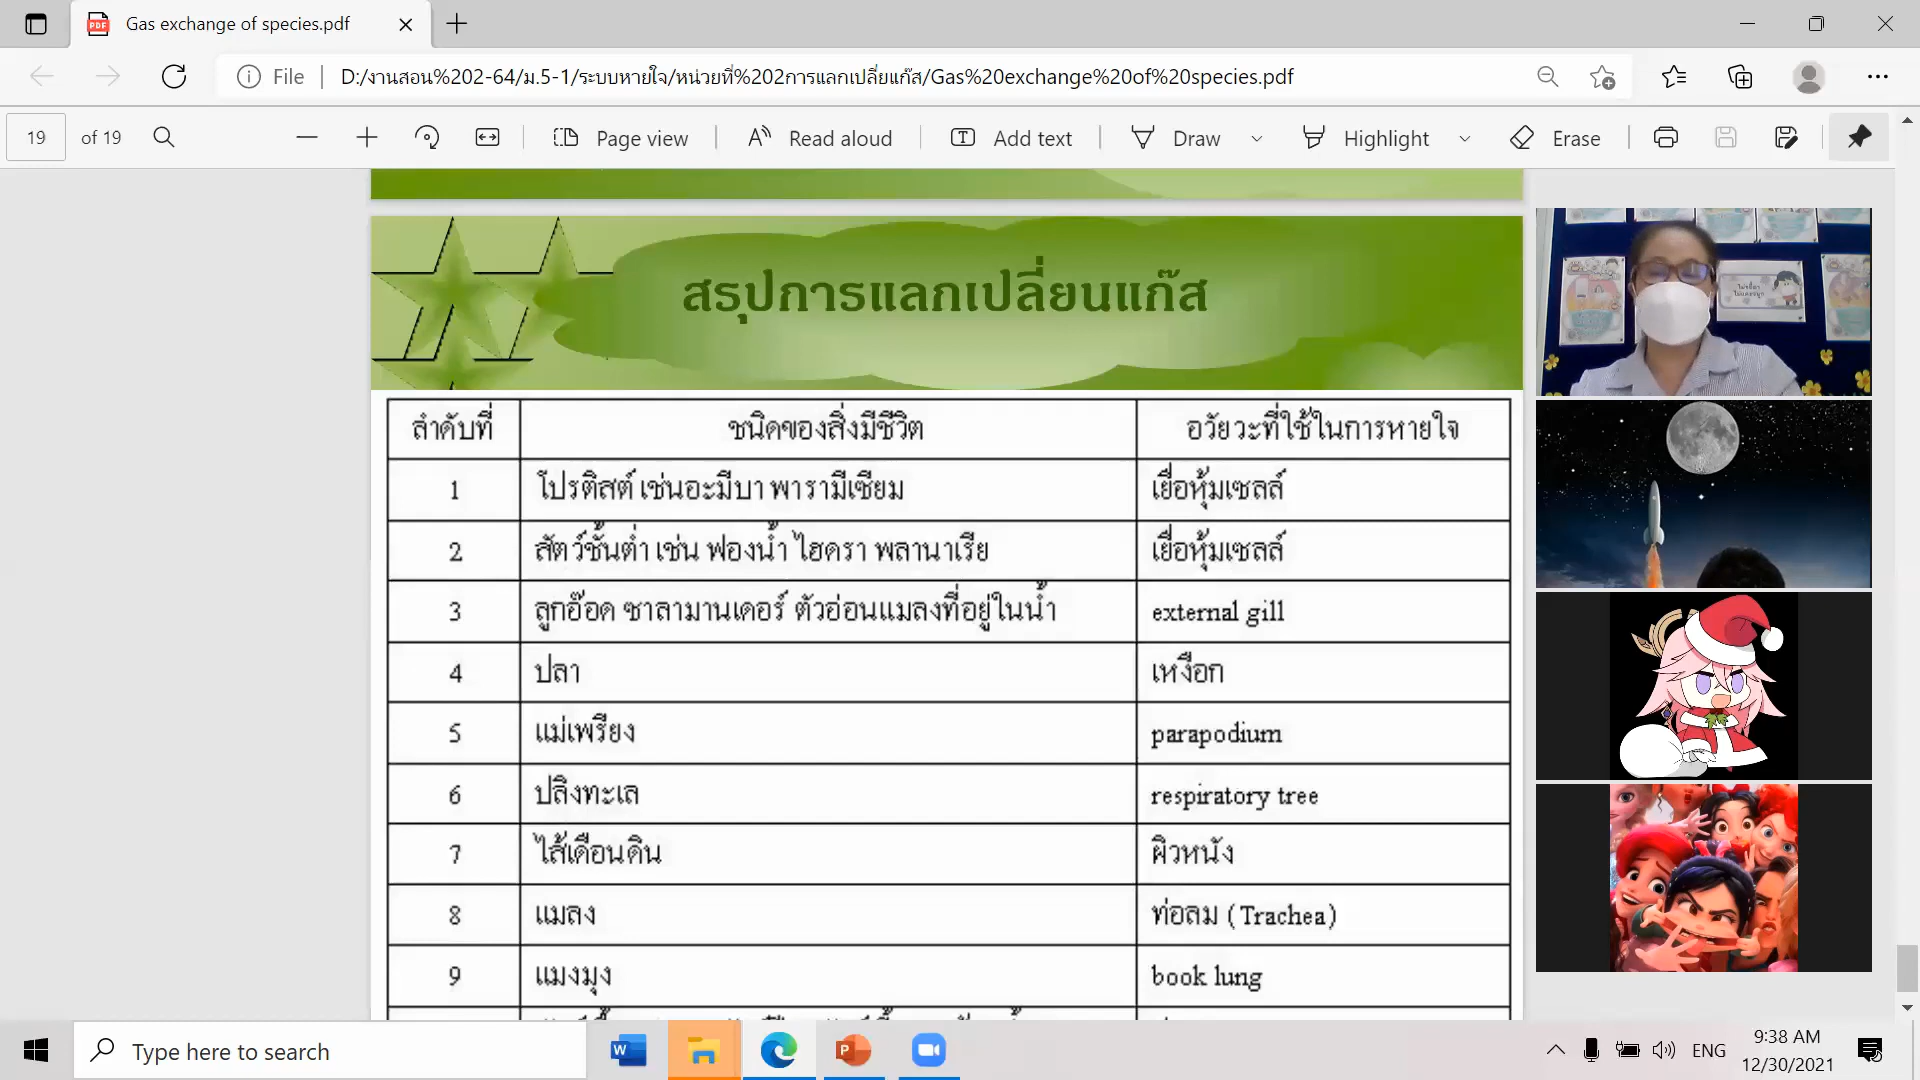 Gas exchange of species.pdf
File
D:/งานสอน%202-64/ม.5-1/ระบบหายใจ/หน่วยที่%202การแลกเปลี่ยแก๊ส/Gas%20exchange%20of%20species.pdf
19 of 19
Page view
Read aloud
Add text
Draw
Highlight
Erase
สรุปการแลกเปลี่ยนแก๊ส
ลำดับที่ ชนิดของสิ่งมีชีวิต อวัยวะที่ใช้ในการหายใจ
1 โปรติสต์ เช่นอะมีบา พารามีเซียม เยื่อหุ้มเซลล์
2 สัตว์ชั้นต่ำ เช่น ฟองน้ำ ไฮดรา พลานาเรีย เยื่อหุ้มเซลล์
3 ลูกอ๊อด ซาลามานเดอร์ ตัวอ่อนแมลงที่อยู่ในน้ำ external gill
4 ปลา เหงือก
5 แม่เพรียง parapodium
6 ปลิงทะเล respiratory tree
7 ไส้เดือนดิน ผิวหนัง
8 แมลง ท่อลม ( Trachea )
9 แมงมุง book lung
Type here to search
ENG
9:38 AM
12/30/2021